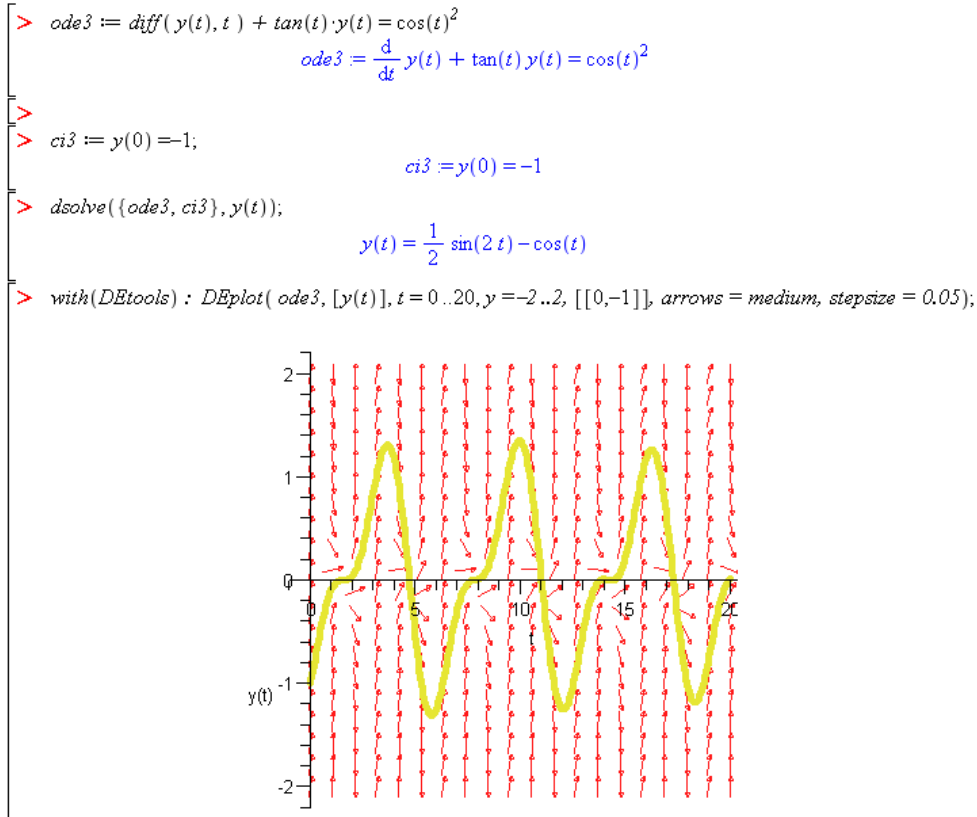 > ode3 := diff( y(t), t ) + tan(t)·y(t) = cos(t)^2
ode3 := d/dt y(t) + tan(t) y(t) = cos(t)^2
>
> ci3 := y(0) =-1;
ci3 := y(0) = -1
> dsolve({ode3, ci3}, y(t));
y(t) = 1/2 sin(2 t) - cos(t)
> with(DEtools) : DEplot( ode3, [y(t)], t = 0 ..20, y =-2 ..2, [[0,-1]], arrows = medium, stepsize = 0.05);
2
1
0
0 5 10 15 20
t
y(t) -1
-2